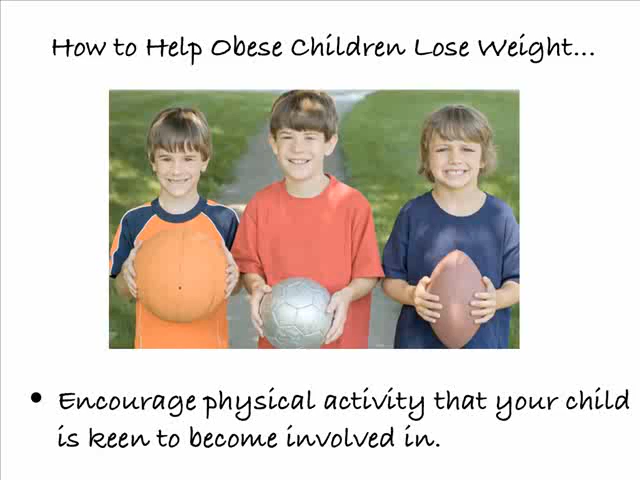 How to Help Obese Children Lose Weight...
• Encourage physical activity that your child
is keen to become involved in.